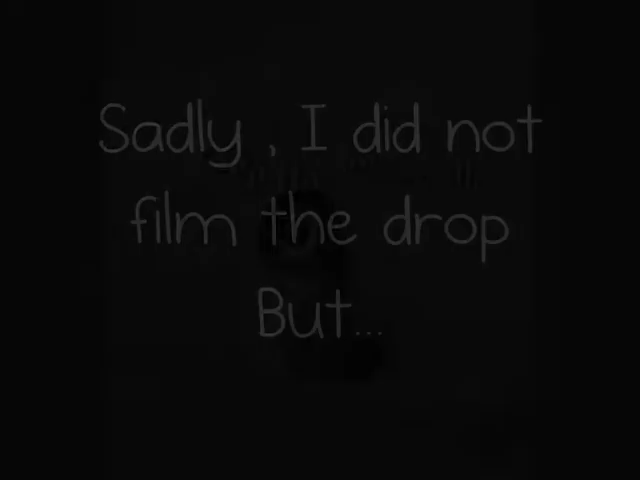 Sadly , I did not
film the drop
But...